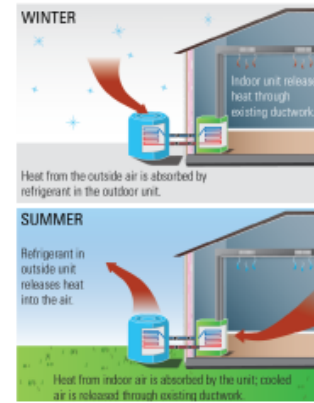 WINTER
Indoor unit release
heat through
existing ductwork
Heat from the outside air is absorbed by
refrigerant in the outdoor unit.
SUMMER
Refrigerant in
outside unit
releases heat
into the air.
Heat from indoor air is absorbed by the unit; cooled
air is released through existing ductwork.